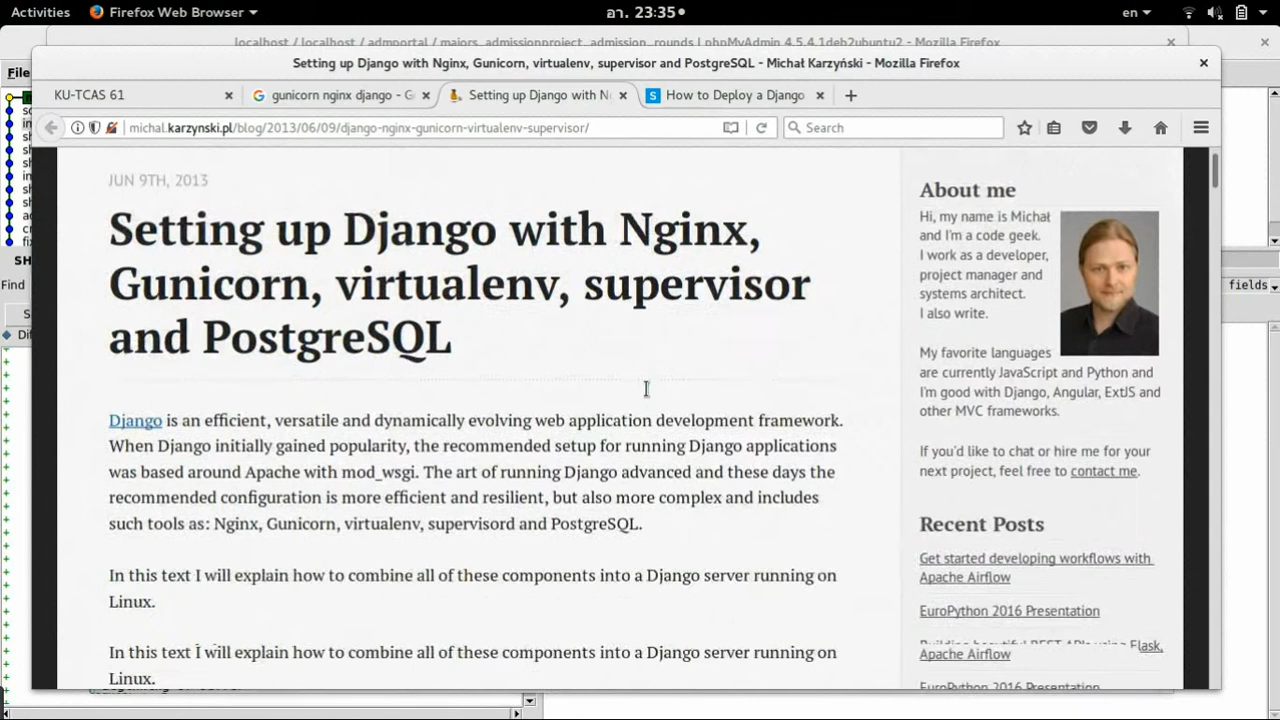 Activities
Firefox Web Browser
อา. 23:35
en
localhost / localhost / admportal / majors_admissionproject_admission_rounds | phpMyAdmin 4.5.4.1deb2ubuntu2 - Mozilla Firefox
File
Setting up Django with Nginx, Gunicorn, virtualenv, supervisor and PostgreSQL - Michał Karzyński - Mozilla Firefox
KU-TCAS 61
gunicorn nginx django - G
Setting up Django with N
How to Deploy a Django
michal.karzynski.pl/blog/2013/06/09/django-nginx-gunicorn-virtualenv-supervisor/
Search
JUN 9TH, 2013
Setting up Django with Nginx,
Gunicorn, virtualenv, supervisor
and PostgreSQL
Django is an efficient, versatile and dynamically evolving web application development framework.
When Django initially gained popularity, the recommended setup for running Django applications
was based around Apache with mod_wsgi. The art of running Django advanced and these days the
recommended configuration is more efficient and resilient, but also more complex and includes
such tools as: Nginx, Gunicorn, virtualenv, supervisord and PostgreSQL.
In this text I will explain how to combine all of these components into a Django server running on
Linux.
In this text I will explain how to combine all of these components into a Django server running on
Linux.
About me
Hi, my name is Michał
and I'm a code geek.
I work as a developer,
project manager and
systems architect.
I also write.
My favorite languages
are currently JavaScript and Python and
I'm good with Django, Angular, ExtJS and
other MVC frameworks.
If you'd like to chat or hire me for your
next project, feel free to contact me.
Recent Posts
Get started developing workflows with
Apache Airflow
EuroPython 2016 Presentation
Building beautiful REST APIs using Flask,
Apache Airflow
EuroPython 2016 Presentation
SH
Find
fields